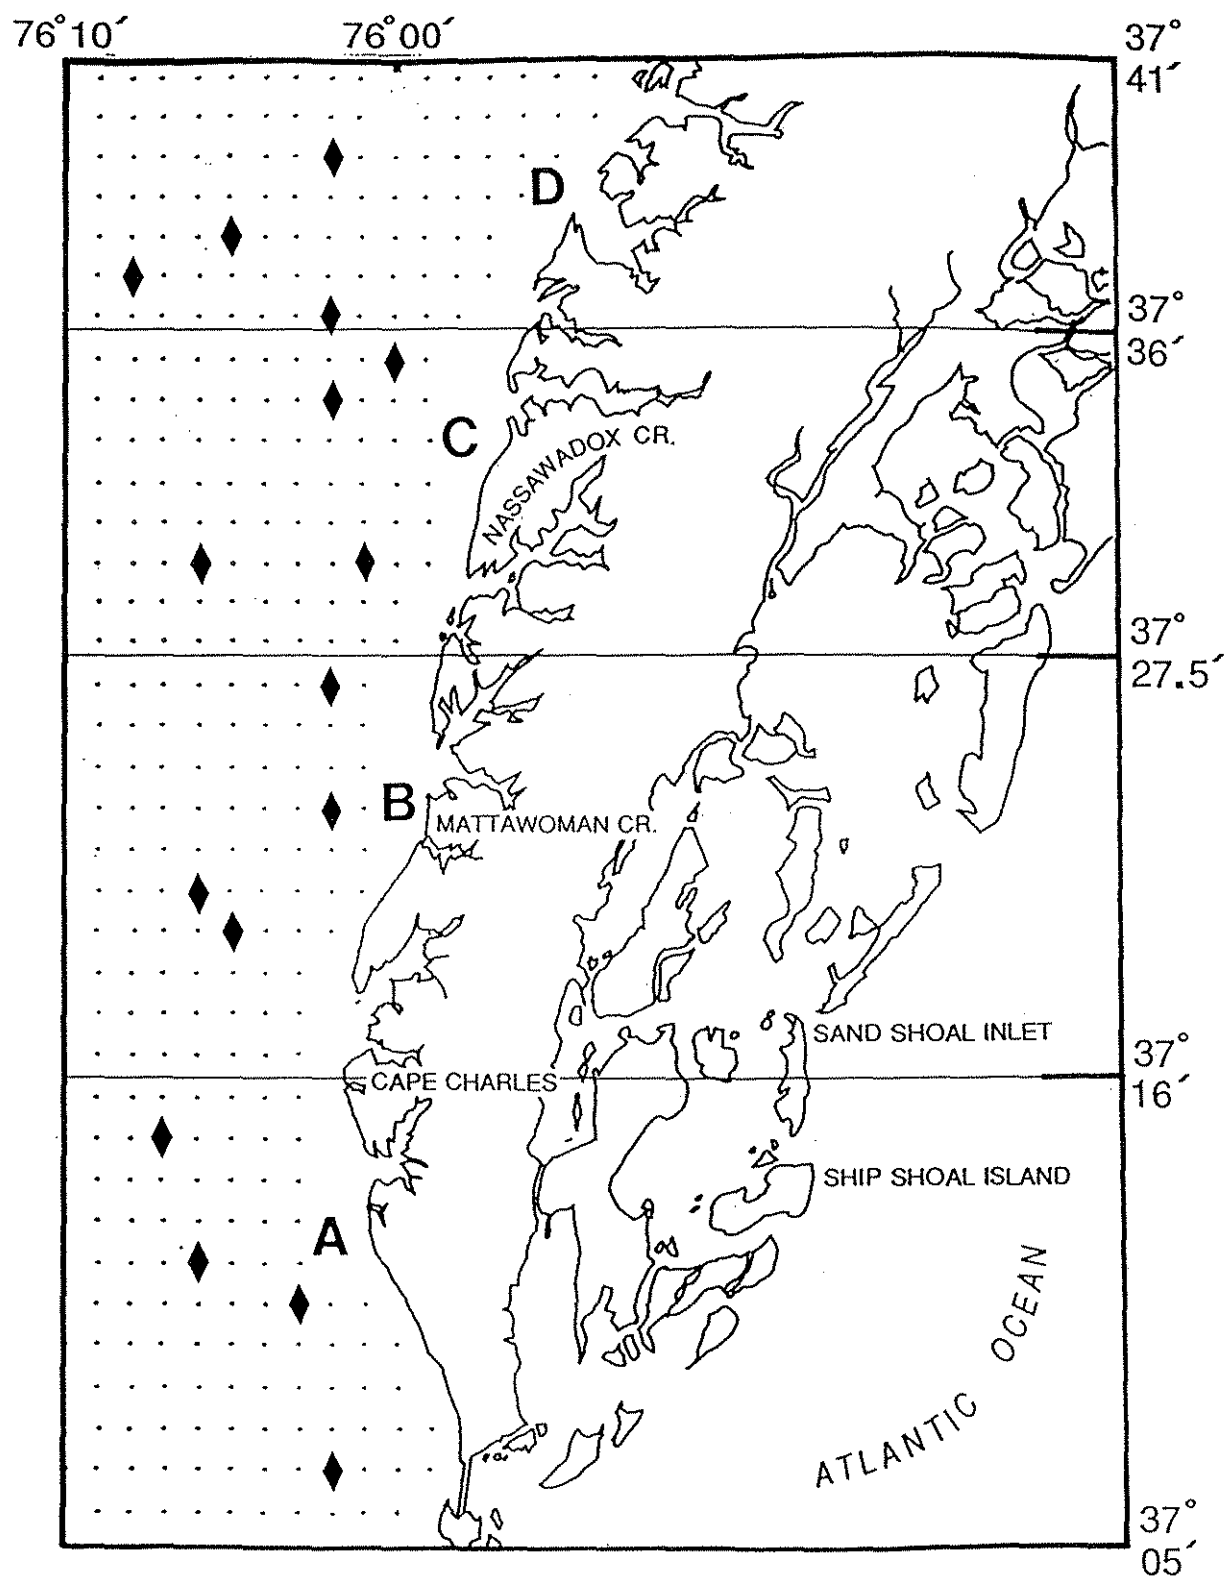 76°10′
76°00′
37°
41′
D
37°
36′
C
NASSAWADOX CR.
37°
27.5′
B
MATTAWOMAN CR.
SAND SHOAL INLET
37°
16′
CAPE CHARLES
SHIP SHOAL ISLAND
A
ATLANTIC OCEAN
37°
05′